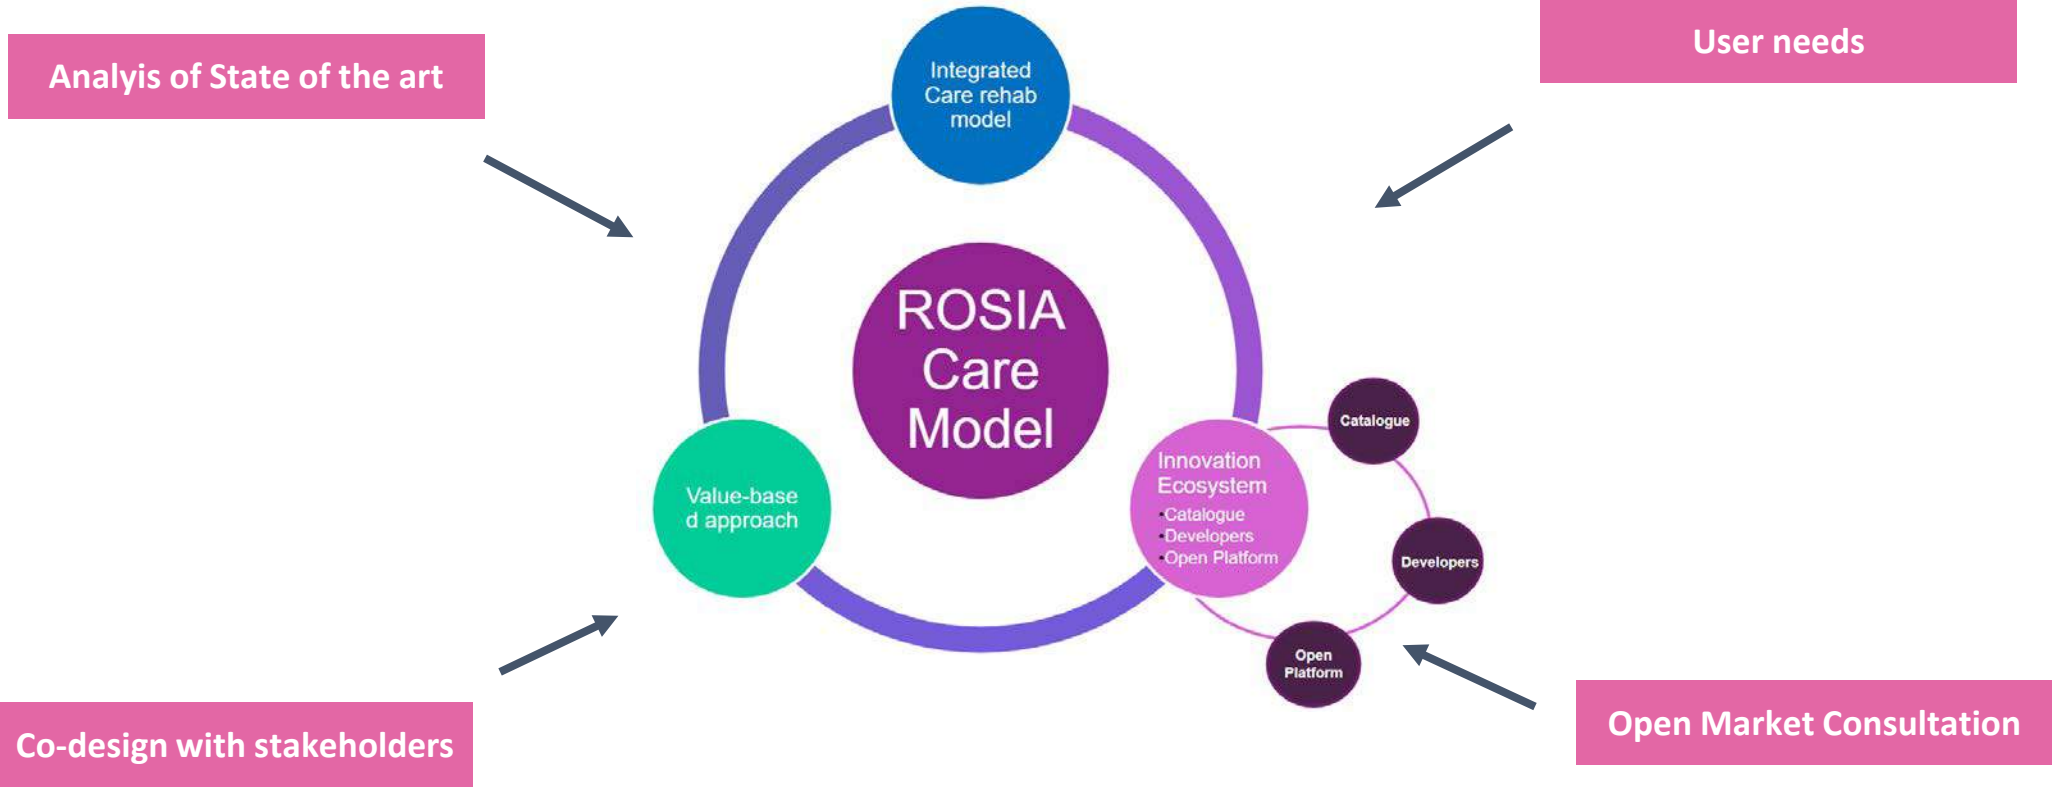 Analyis of State of the art
User needs
Integrated
Care rehab
model
ROSIA
Care
Model
Value-base
d approach
Innovation
Ecosystem
•Catalogue
•Developers
•Open Platform
Catalogue
Developers
Open
Platform
Co-design with stakeholders
Open Market Consultation